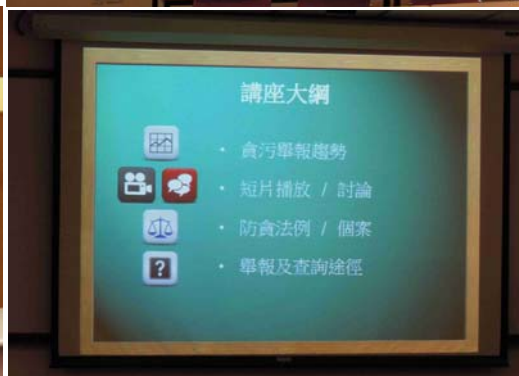 講座大綱
• 貪污舉報趨勢
• 短片播放 / 討論
• 防貪法例 / 個案
• 舉報及查詢途徑
?